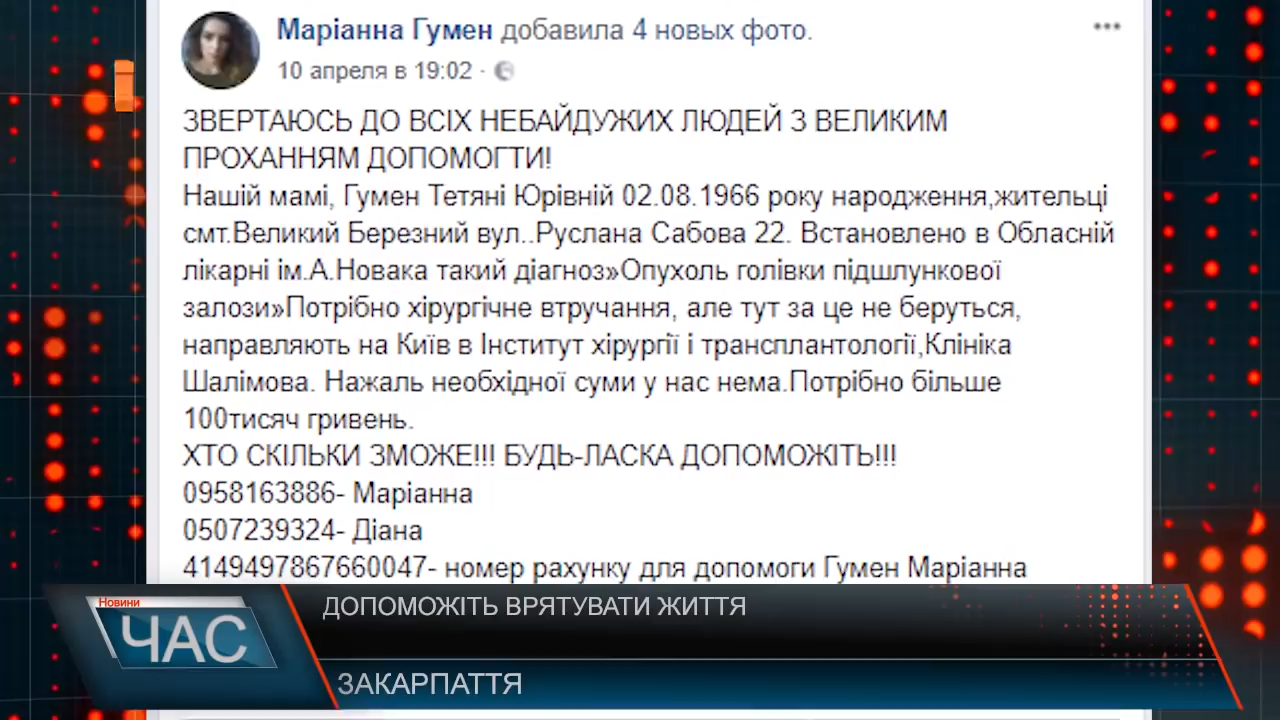 Маріанна Гумен добавила 4 новых фото.
10 апреля в 19:02 ·
ЗВЕРТАЮСЬ ДО ВСІХ НЕБАЙДУЖИХ ЛЮДЕЙ З ВЕЛИКИМ
ПРОХАННЯМ ДОПОМОГТИ!
Нашій мамі, Гумен Тетяні Юрівній 02.08.1966 року народження,жительці
смт.Великий Березний вул..Руслана Сабова 22. Встановлено в Обласній
лікарні ім.А.Новака такий діагноз»Опухоль голівки підшлункової
залози»Потрібно хірургічне втручання, але тут за це не беруться,
направляють на Київ в Інститут хірургії і трансплантології,Клініка
Шалімова. Нажаль необхідної суми у нас нема.Потрібно більше
100тисяч гривень.
ХТО СКІЛЬКИ ЗМОЖЕ!!! БУДЬ-ЛАСКА ДОПОМОЖІТЬ!!!
0958163886- Маріанна
0507239324- Діана
4149497867660047- номер рахунку для допомоги Гумен Маріанна
Новини
ЧАС
ДОПОМОЖІТЬ ВРЯТУВАТИ ЖИТТЯ
ЗАКАРПАТТЯ